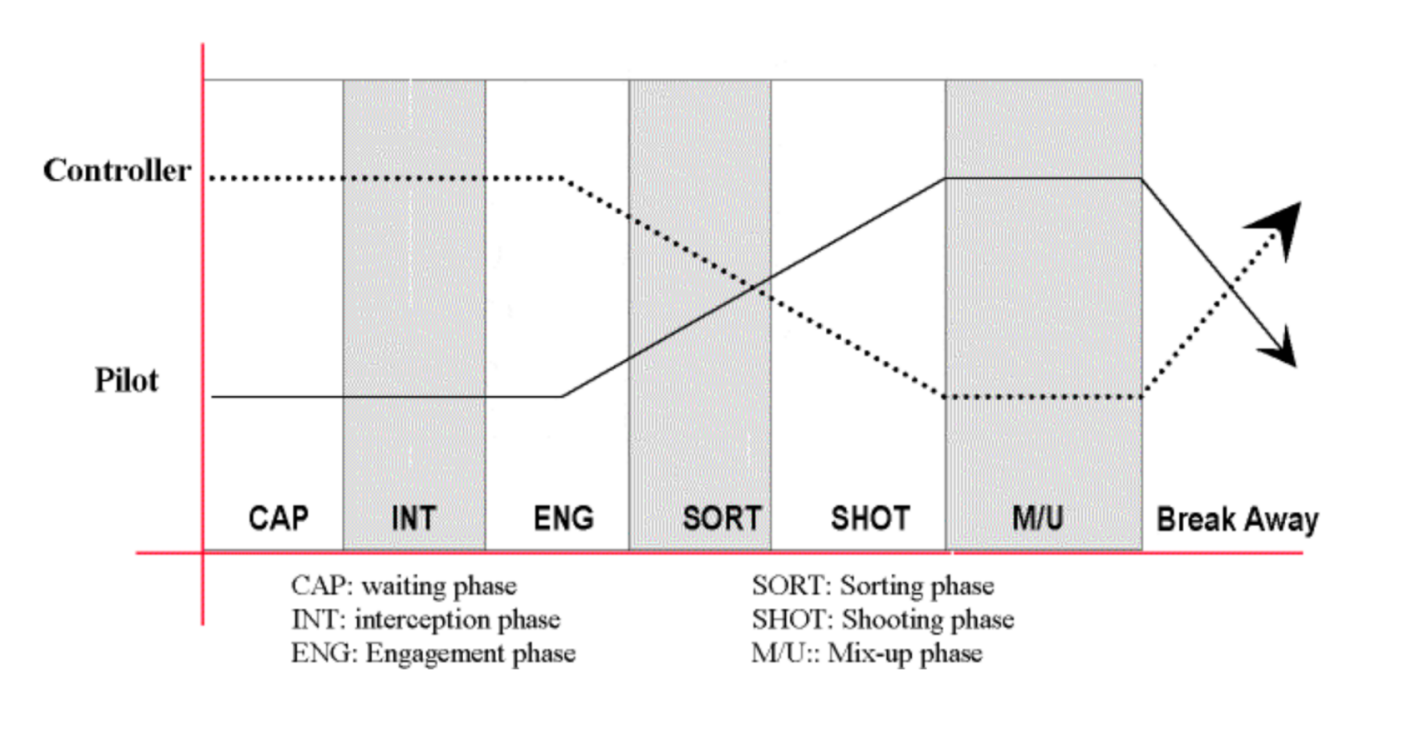 Controller
Pilot
CAP INT ENG SORT SHOT M/U Break Away
CAP: waiting phase
INT: interception phase
ENG: Engagement phase
SORT: Sorting phase
SHOT: Shooting phase
M/U:: Mix-up phase